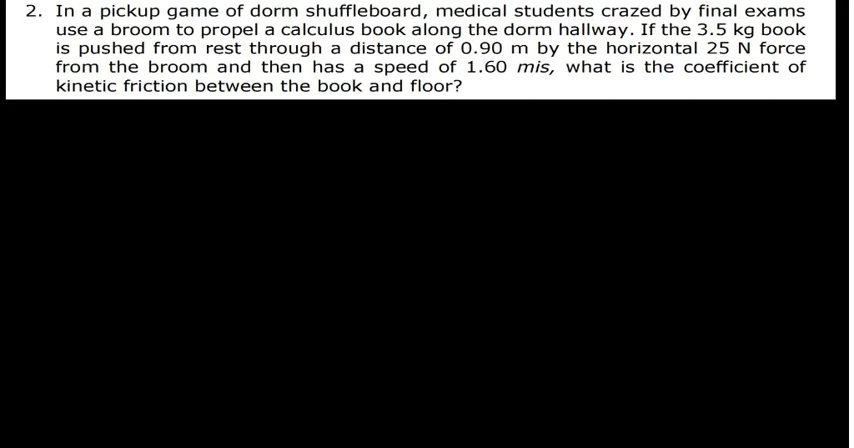 2. In a pickup game of dorm shuffleboard, medical students crazed by final exams
use a broom to propel a calculus book along the dorm hallway. If the 3.5 kg book
is pushed from rest through a distance of 0.90 m by the horizontal 25 N force
from the broom and then has a speed of 1.60 mis, what is the coefficient of
kinetic friction between the book and floor?